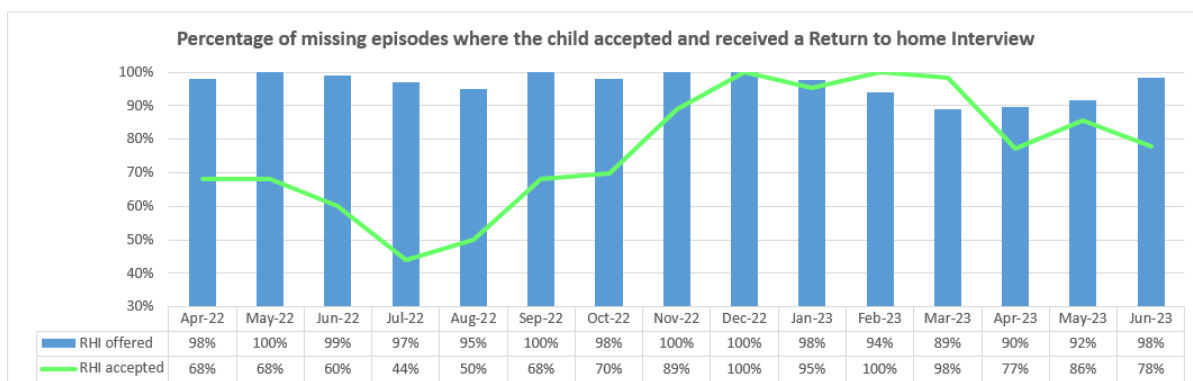 Percentage of missing episodes where the child accepted and received a Return to home Interview
100%
90%
80%
70%
60%
50%
40%
30%
Apr-22 May-22 Jun-22 Jul-22 Aug-22 Sep-22 Oct-22 Nov-22 Dec-22 Jan-23 Feb-23 Mar-23 Apr-23 May-23 Jun-23
RHI offered 98% 100% 99% 97% 95% 100% 98% 100% 100% 98% 94% 89% 90% 92% 98%
RHI accepted 68% 68% 60% 44% 50% 68% 70% 89% 100% 95% 100% 98% 77% 86% 78%